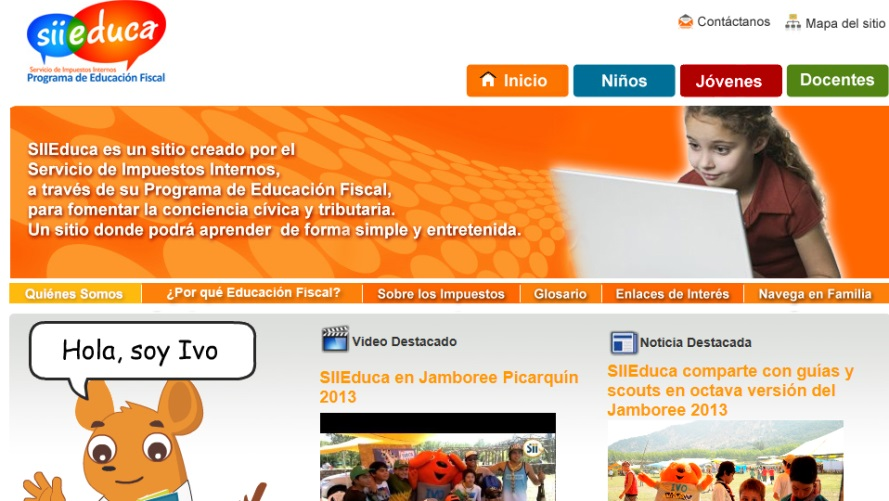 siieduca
Servicio de Impuestos Internos
Programa de Educación Fiscal
Contáctanos
Mapa del sitio
Inicio
Niños
Jóvenes
Docentes
SIIEduca es un sitio creado por el
Servicio de Impuestos Internos,
a través de su Programa de Educación Fiscal,
para fomentar la conciencia cívica y tributaria.
Un sitio donde podrá aprender de forma simple y entretenida.
Quiénes Somos
¿Por qué Educación Fiscal?
Sobre los Impuestos
Glosario
Enlaces de Interés
Navega en Familia
Hola, soy Ivo
Video Destacado
SIIEduca en Jamboree Picarquín
2013
SII
Noticia Destacada
SIIEduca comparte con guías y
scouts en octava versión del
Jamboree 2013
IVO